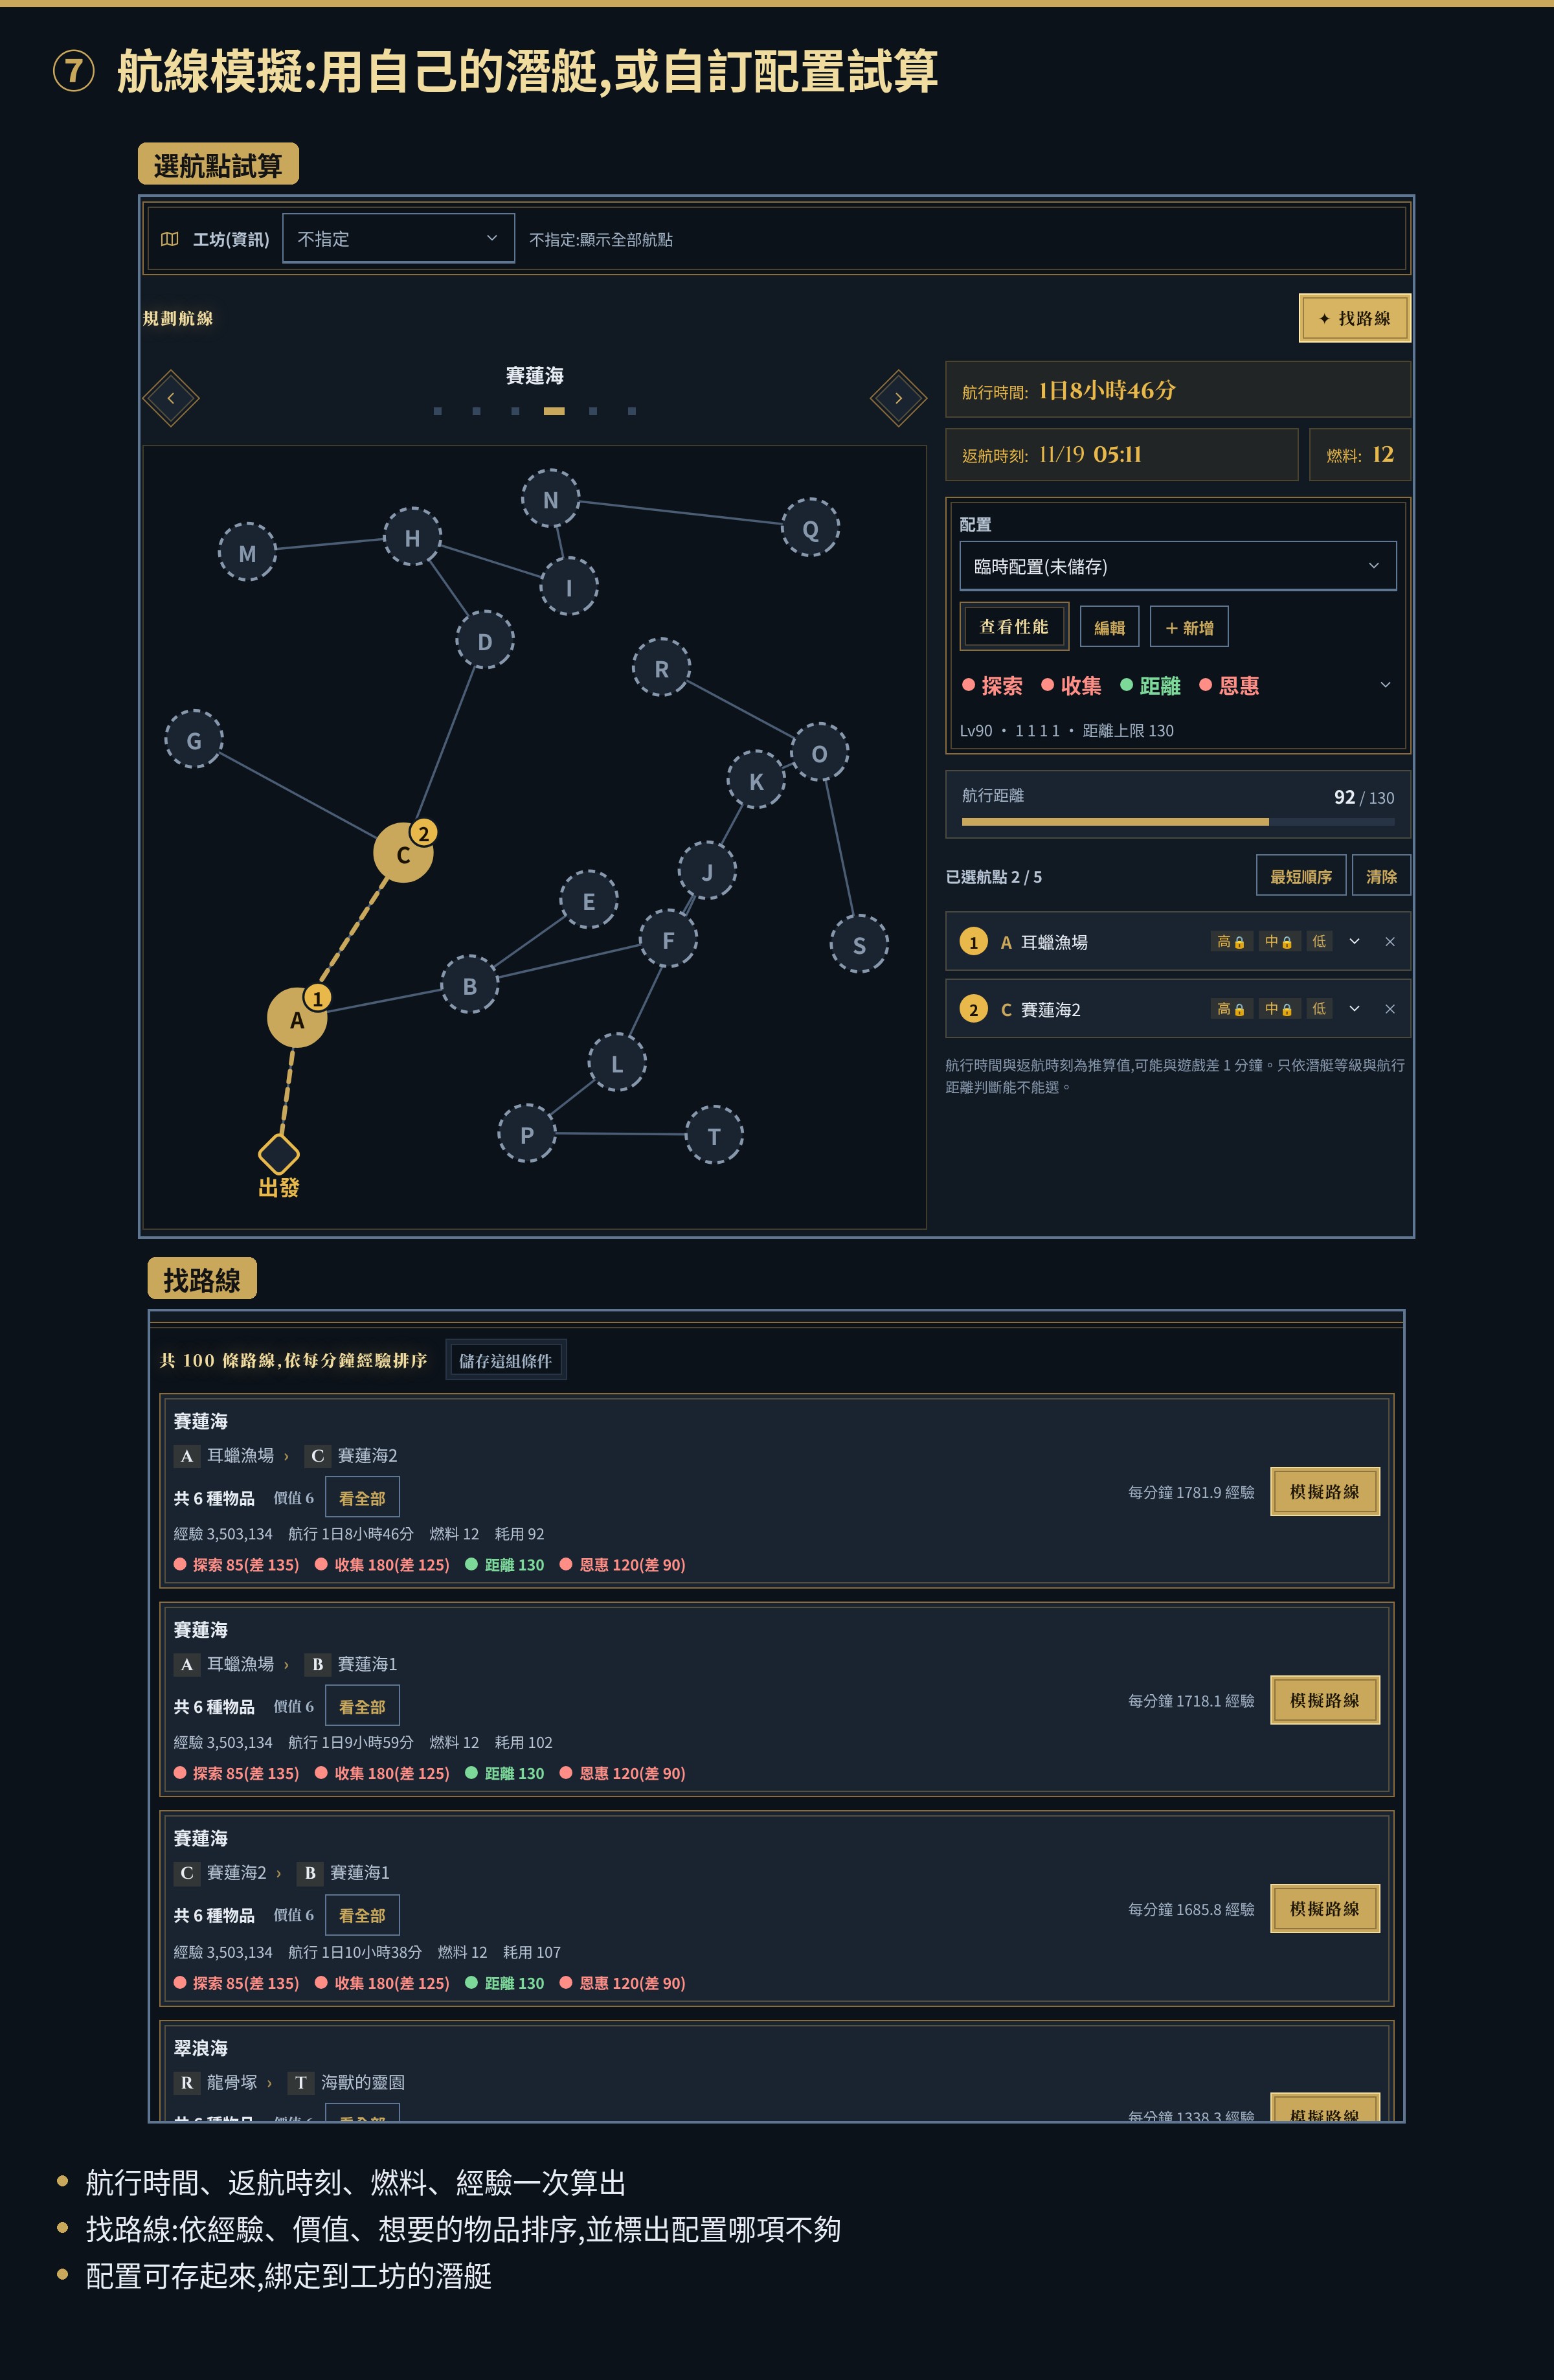 ⑦ 航線模擬:用自己的潛艇,或自訂配置試算
選航點試算
工坊(資訊) 不指定 不指定:顯示全部航點
規劃航線
✦ 找路線
賽蓮海
航行時間: 1日8小時46分
返航時刻: 11/19 05:11
燃料: 12
配置
臨時配置(未儲存)
查看性能 編輯 ＋ 新增
探索 收集 距離 恩惠
Lv90 · 1 1 1 1 · 距離上限 130
航行距離 92 / 130
已選航點 2 / 5 最短順序 清除
1 A 耳蠟漁場 高🔒 中🔒 低 ×
2 C 賽蓮海2 高🔒 中🔒 低 ×
航行時間與返航時刻為推算值,可能與遊戲差 1 分鐘。只依潛艇等級與航行
距離判斷能不能選。
N
Q
M
H
I
D
R
G
O
K
C 2
J
E
F
S
B
A 1
L
P
T
出發
找路線
共 100 條路線,依每分鐘經驗排序 儲存這組條件
賽蓮海
A 耳蠟漁場 › C 賽蓮海2
共 6 種物品 價值 6 看全部
每分鐘 1781.9 經驗 模擬路線
經驗 3,503,134 航行 1日8小時46分 燃料 12 耗用 92
探索 85(差 135) 收集 180(差 125) 距離 130 恩惠 120(差 90)
賽蓮海
A 耳蠟漁場 › B 賽蓮海1
共 6 種物品 價值 6 看全部
每分鐘 1718.1 經驗 模擬路線
經驗 3,503,134 航行 1日9小時59分 燃料 12 耗用 102
探索 85(差 135) 收集 180(差 125) 距離 130 恩惠 120(差 90)
賽蓮海
C 賽蓮海2 › B 賽蓮海1
共 6 種物品 價值 6 看全部
每分鐘 1685.8 經驗 模擬路線
經驗 3,503,134 航行 1日10小時38分 燃料 12 耗用 107
探索 85(差 135) 收集 180(差 125) 距離 130 恩惠 120(差 90)
翠浪海
R 龍骨塚 › T 海獸的靈園
共 6 種物品 價值 6 看全部
每分鐘 1338.3 經驗 模擬路線
航行時間、返航時刻、燃料、經驗一次算出
找路線:依經驗、價值、想要的物品排序,並標出配置哪項不夠
配置可存起來,綁定到工坊的潛艇